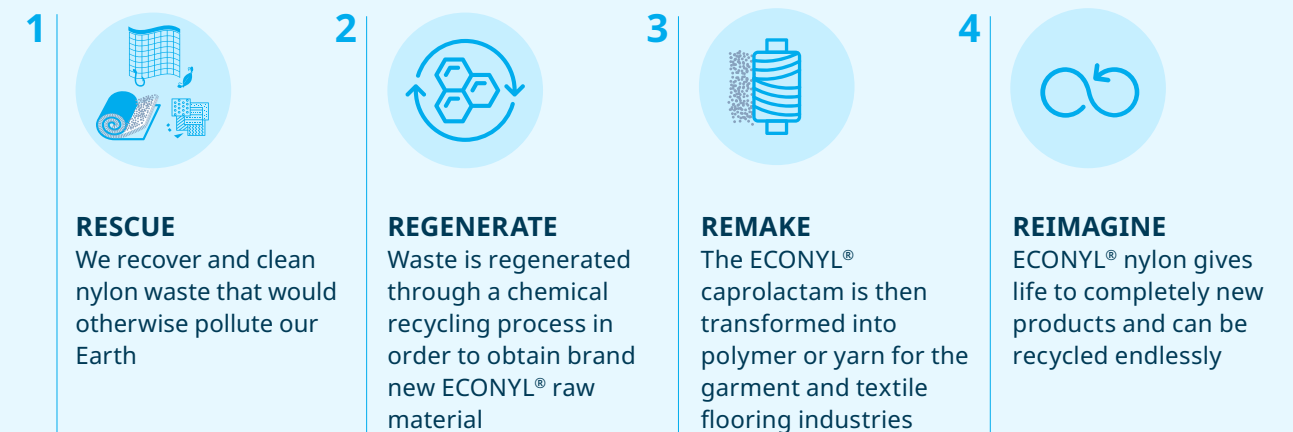 1
RESCUE
We recover and clean
nylon waste that would
otherwise pollute our
Earth
2
REGENERATE
Waste is regenerated
through a chemical
recycling process in
order to obtain brand
new ECONYL® raw
material
3
REMAKE
The ECONYL®
caprolactam is then
transformed into
polymer or yarn for the
garment and textile
flooring industries
4
REIMAGINE
ECONYL® nylon gives
life to completely new
products and can be
recycled endlessly